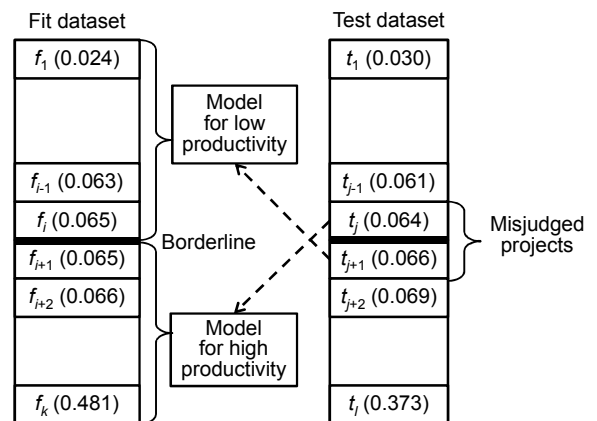 Fit dataset
Test dataset
f1 (0.024)
t1 (0.030)
Model
for low
productivity
fi-1 (0.063)
tj-1 (0.061)
fi (0.065)
tj (0.064)
Misjudged
projects
Borderline
fi+1 (0.065)
tj+1 (0.066)
fi+2 (0.066)
tj+2 (0.069)
Model
for high
productivity
fk (0.481)
tl (0.373)